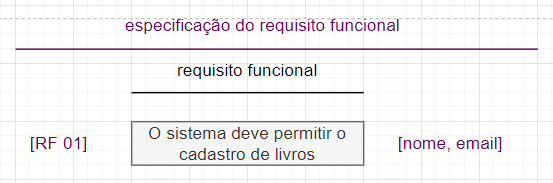 especificação do requisito funcional
requisito funcional
[RF 01]
O sistema deve permitir o
cadastro de livros
[nome, email]